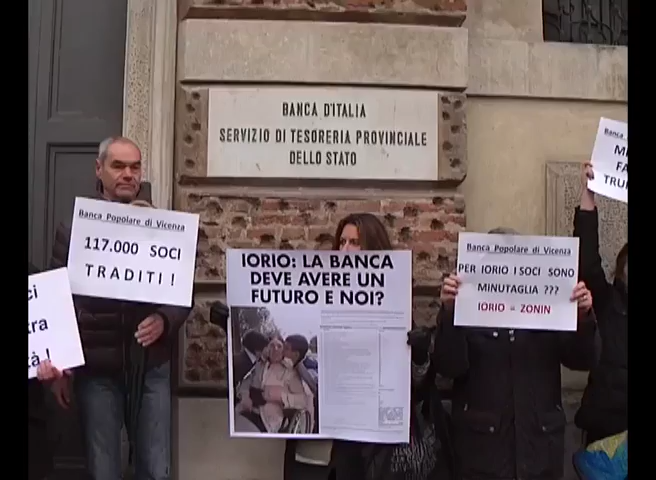 BANCA D'ITALIA
SERVIZIO DI TESORERIA PROVINCIALE
DELLO STATO
Banca Popolare di Vicenza
117.000 SOCI
TRADITI !
IORIO: LA BANCA
DEVE AVERE UN
FUTURO E NOI?
Banca Popolare di Vicenza
PER IORIO I SOCI SONO
MINUTAGLIA ???
IORIO = ZONIN
Banca